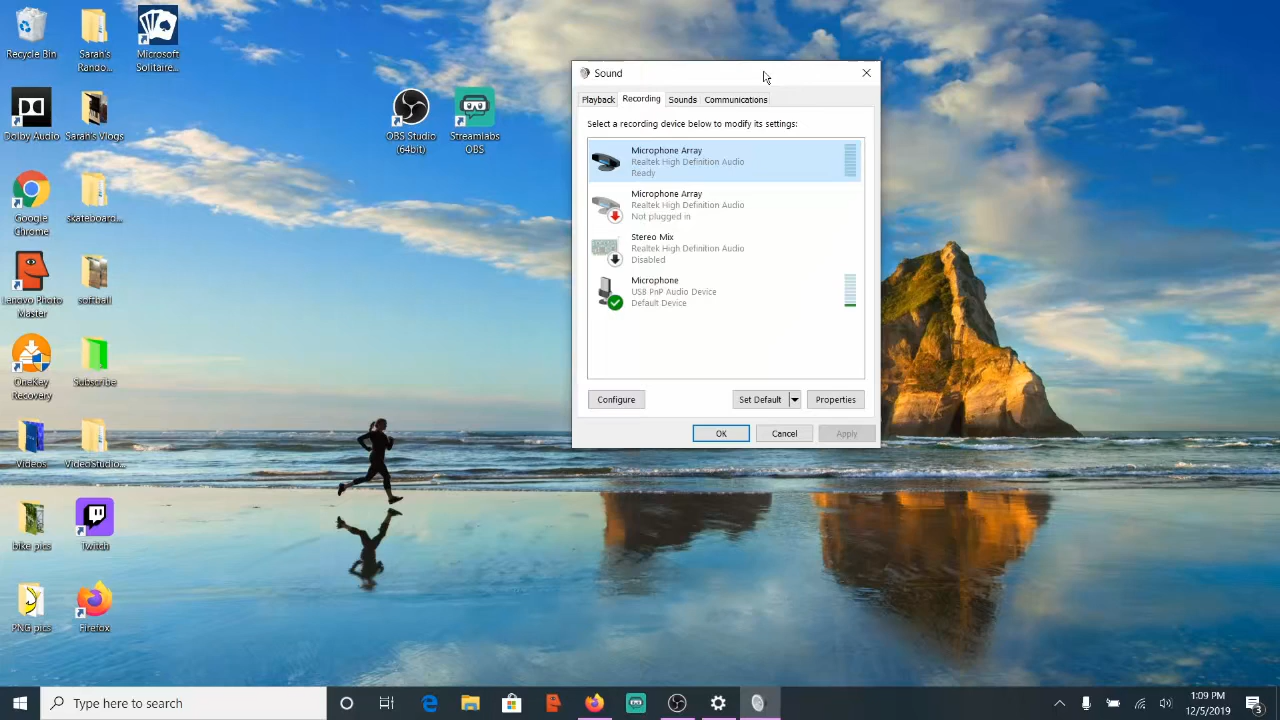 Recycle Bin
Sarah's
Rando...
Microsoft
Solitaire...
Dolby Audio
Sarah's Vlogs
OBS Studio
(64bit)
Streamlabs
OBS
Google
Chrome
skateboard...
Lenovo Photo
Master
softball
OneKey
Recovery
Subscribe
Videos
VideoStudio...
bike pics
Twitch
PNG pics
Firefox
Sound
Playback
Recording
Sounds
Communications
Select a recording device below to modify its settings:
Microphone Array
Realtek High Definition Audio
Ready
Microphone Array
Realtek High Definition Audio
Not plugged in
Stereo Mix
Realtek High Definition Audio
Disabled
Microphone
USB PnP Audio Device
Default Device
Configure
Set Default
Properties
OK
Cancel
Apply
Type here to search
1:09 PM
12/5/2019
3